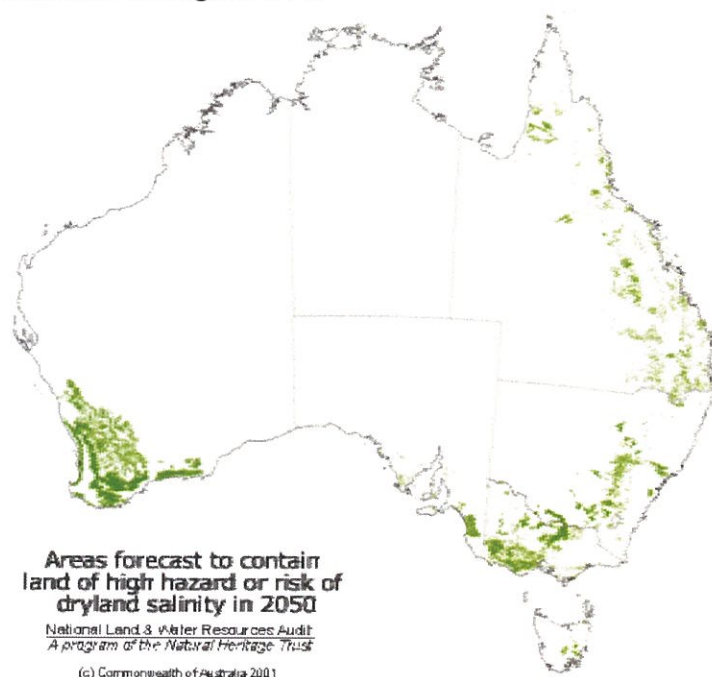 Areas forecast to contain
land of high hazard or risk of
dryland salinity in 2050
National Land & Water Resources Audit
A program of the Natural Heritage Trust
(c) Commonwealth of Australia 2001